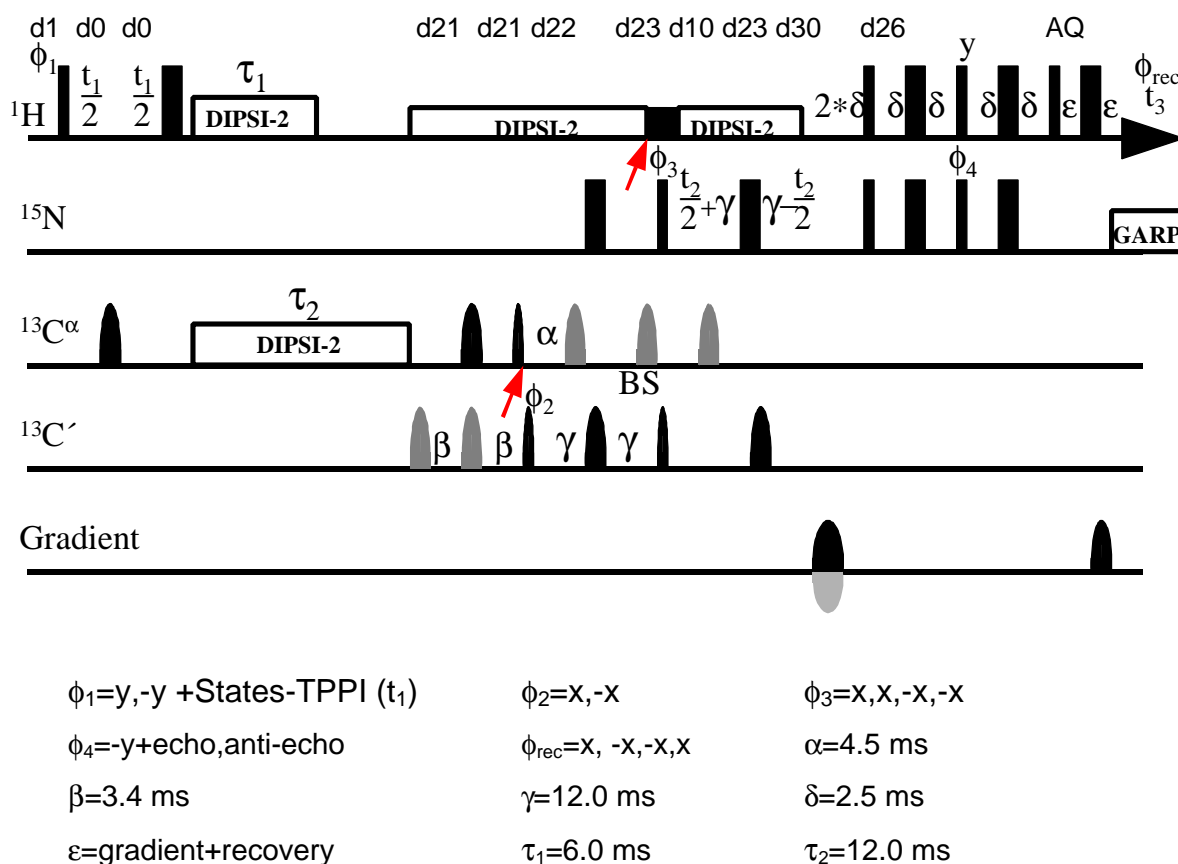 d1 d0 d0 d21 d21 d22 d23 d10 d23 d30 d26 AQ
ϕ1 t1/2 t1/2 τ1 y ϕrec
1H DIPSI-2 DIPSI-2 DIPSI-2 2*δ δ δ δ δ ε ε t3
15N ϕ3 t2/2+γ γ−t2/2 ϕ4 GARP
13Cα τ2 DIPSI-2 α
BS
13C´ β β ϕ2 γ γ
Gradient
ϕ1=y,-y +States-TPPI (t1) ϕ2=x,-x ϕ3=x,x,-x,-x
ϕ4=-y+echo,anti-echo ϕrec=x, -x,-x,x α=4.5 ms
β=3.4 ms γ=12.0 ms δ=2.5 ms
ε=gradient+recovery τ1=6.0 ms τ2=12.0 ms